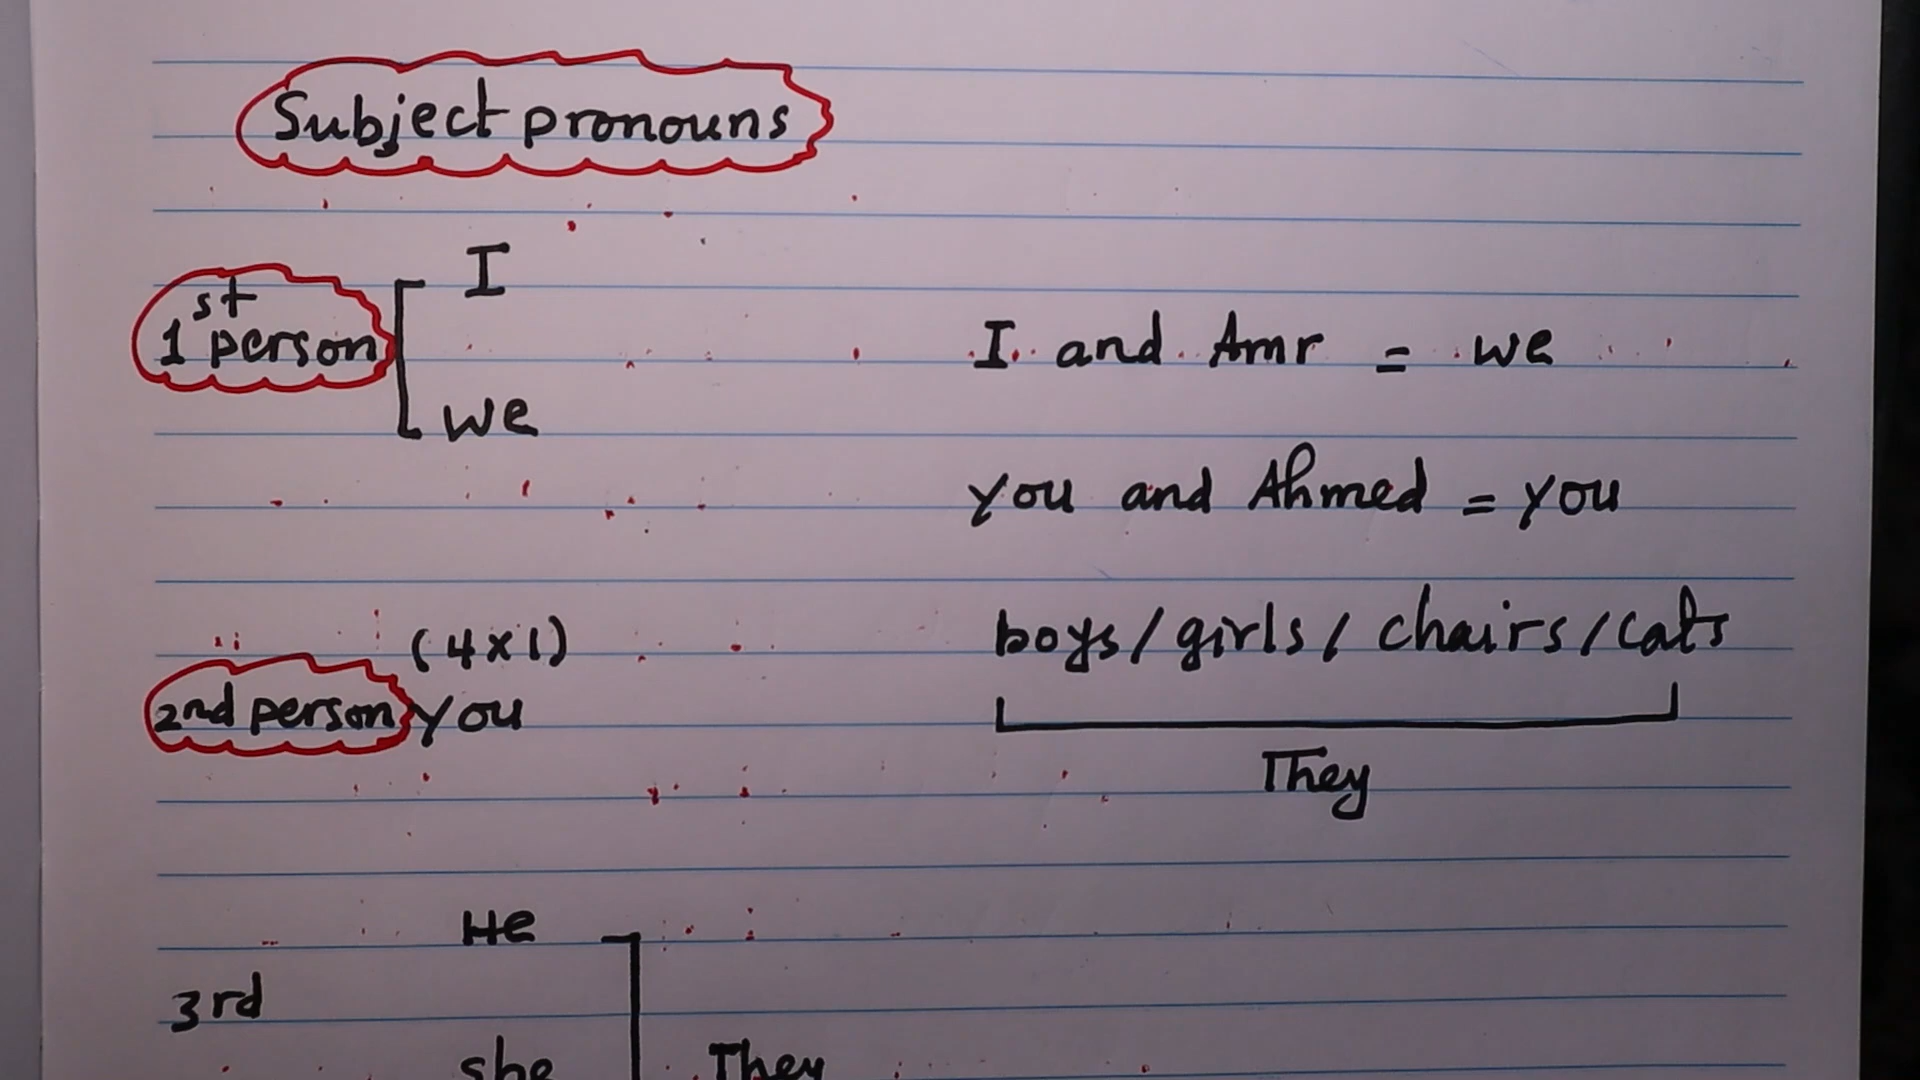 Subject pronouns
I
1st person
we
I and Amr = we
you and Ahmed = you
(4x1)
2nd person you
boys / girls / chairs / cats
They
He
3rd
she
They